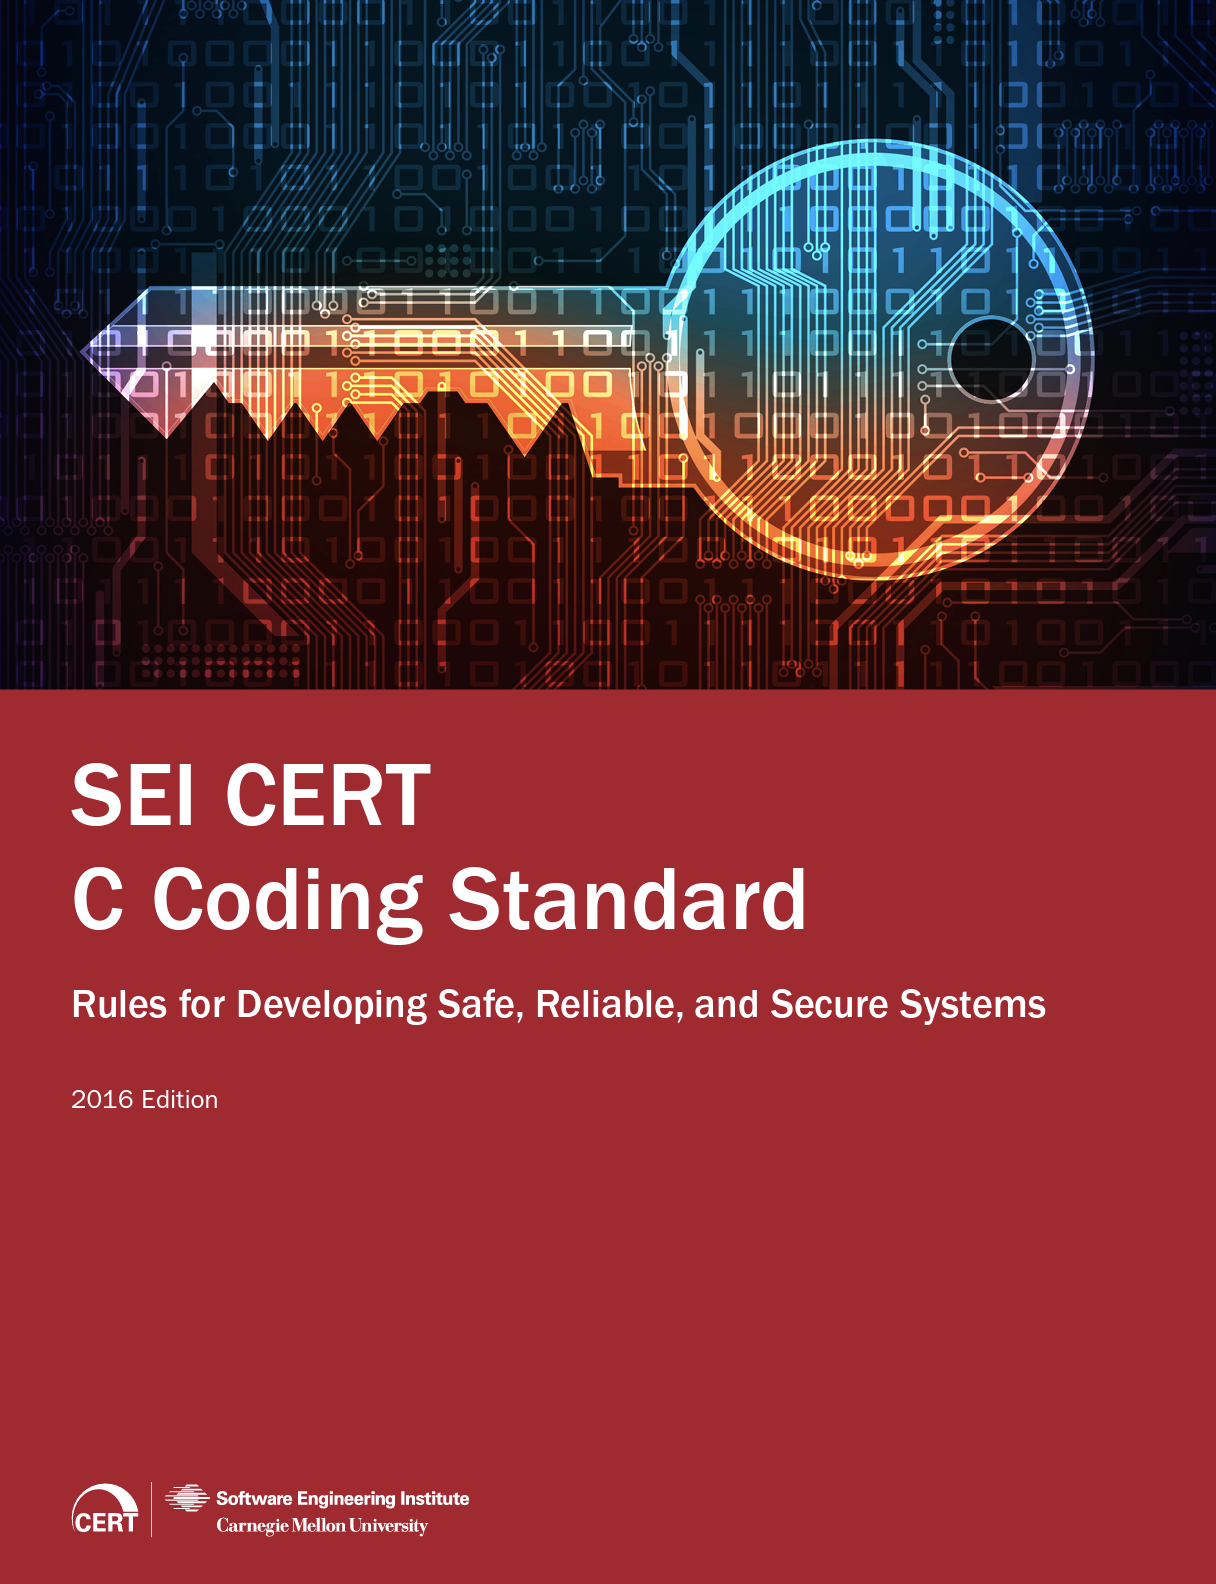 SEI CERT
C Coding Standard
Rules for Developing Safe, Reliable, and Secure Systems
2016 Edition
CERT
Software Engineering Institute
Carnegie Mellon University